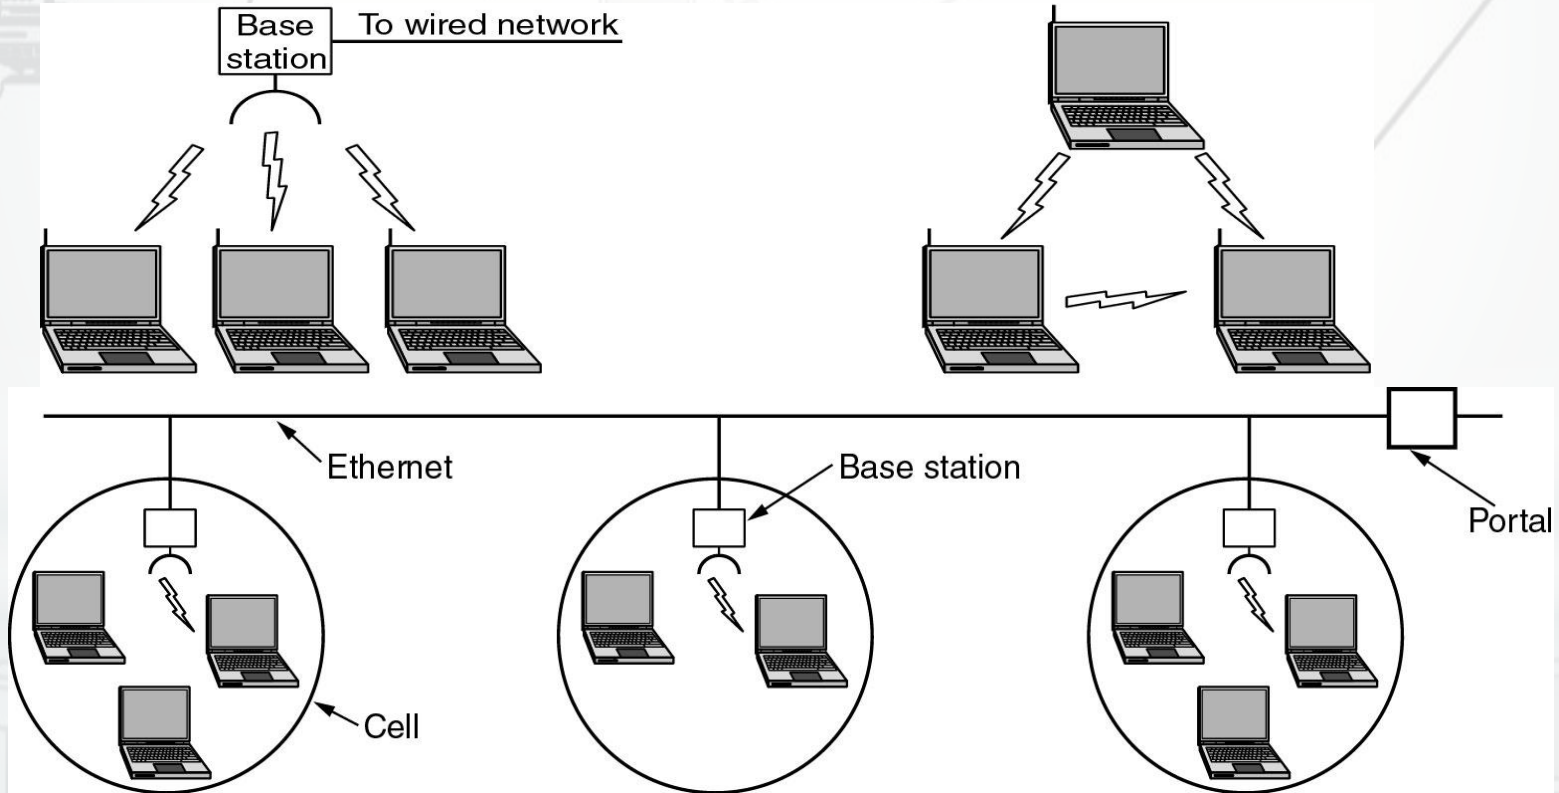 Base
station
To wired network
Ethernet
Base station
Portal
Cell